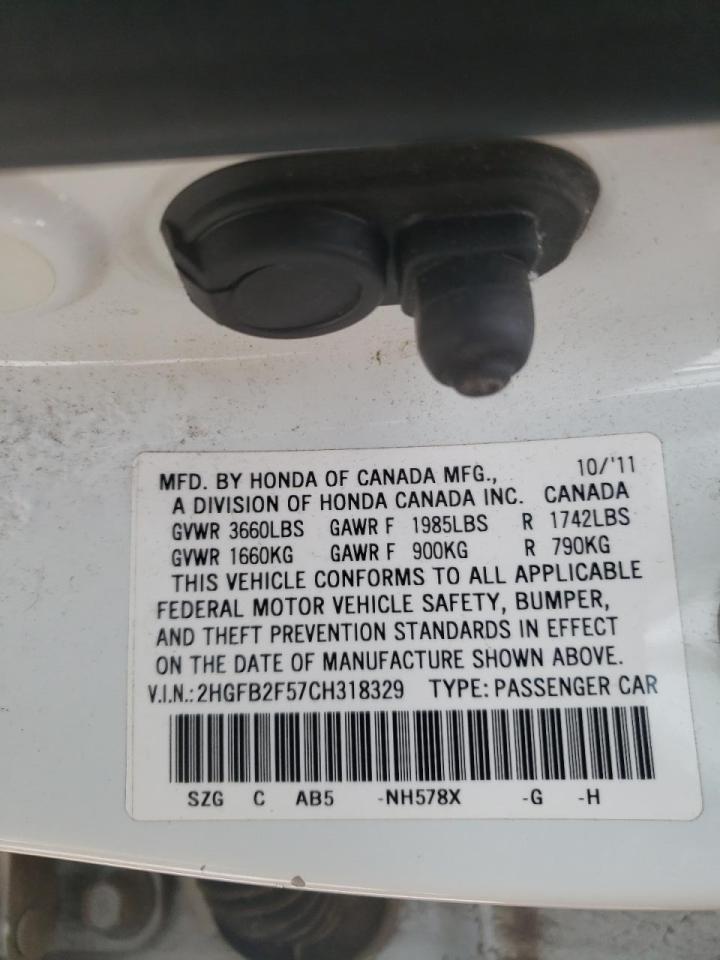 MFD. BY HONDA OF CANADA MFG., 10/'11
A DIVISION OF HONDA CANADA INC. CANADA
GVWR 3660LBS GAWR F 1985LBS R 1742LBS
GVWR 1660KG GAWR F 900KG R 790KG
THIS VEHICLE CONFORMS TO ALL APPLICABLE
FEDERAL MOTOR VEHICLE SAFETY, BUMPER,
AND THEFT PREVENTION STANDARDS IN EFFECT
ON THE DATE OF MANUFACTURE SHOWN ABOVE.
V.I.N.: 2HGFB2F57CH318329 TYPE: PASSENGER CAR
SZG C AB5 -NH578X -G -H